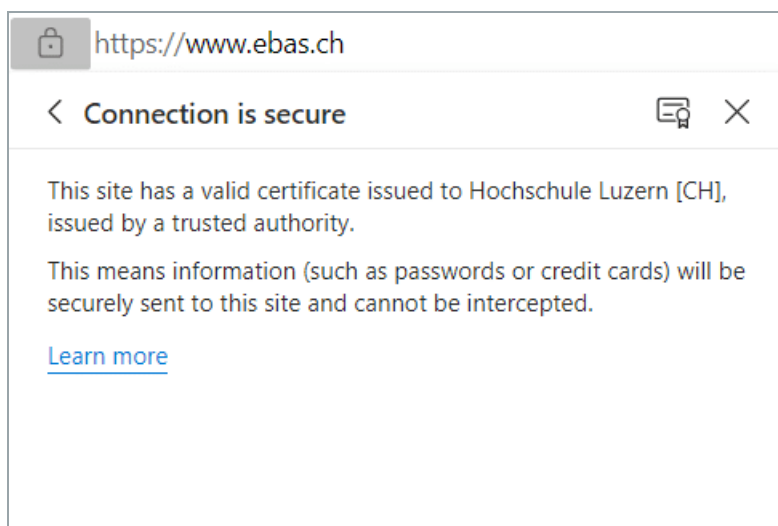 https://www.ebas.ch
Connection is secure
This site has a valid certificate issued to Hochschule Luzern [CH],
issued by a trusted authority.
This means information (such as passwords or credit cards) will be
securely sent to this site and cannot be intercepted.
Learn more